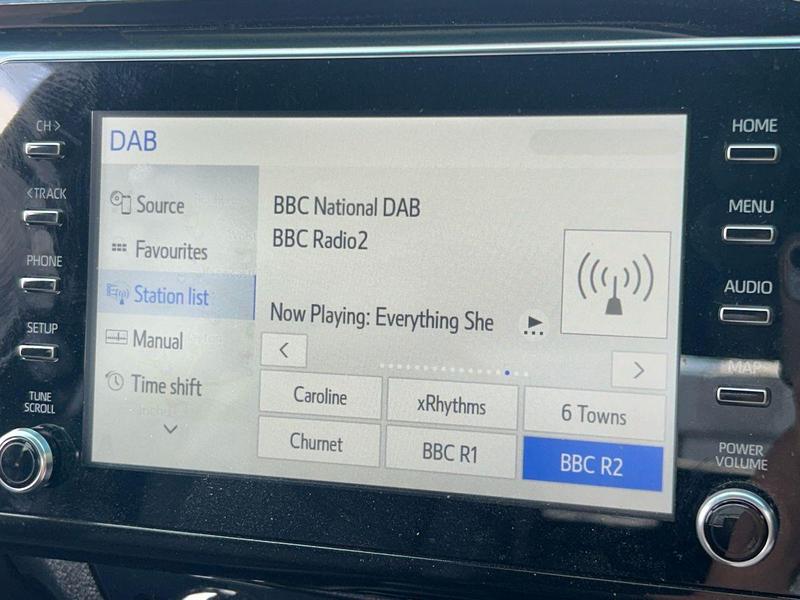 CH>
<TRACK
PHONE
SETUP
TUNE
SCROLL
DAB
Source
Favourites
Station list
Manual
Time shift
BBC National DAB
BBC Radio2
Now Playing: Everything She
Caroline
xRhythms
6 Towns
Churnet
BBC R1
BBC R2
HOME
MENU
AUDIO
MAP
POWER
VOLUME